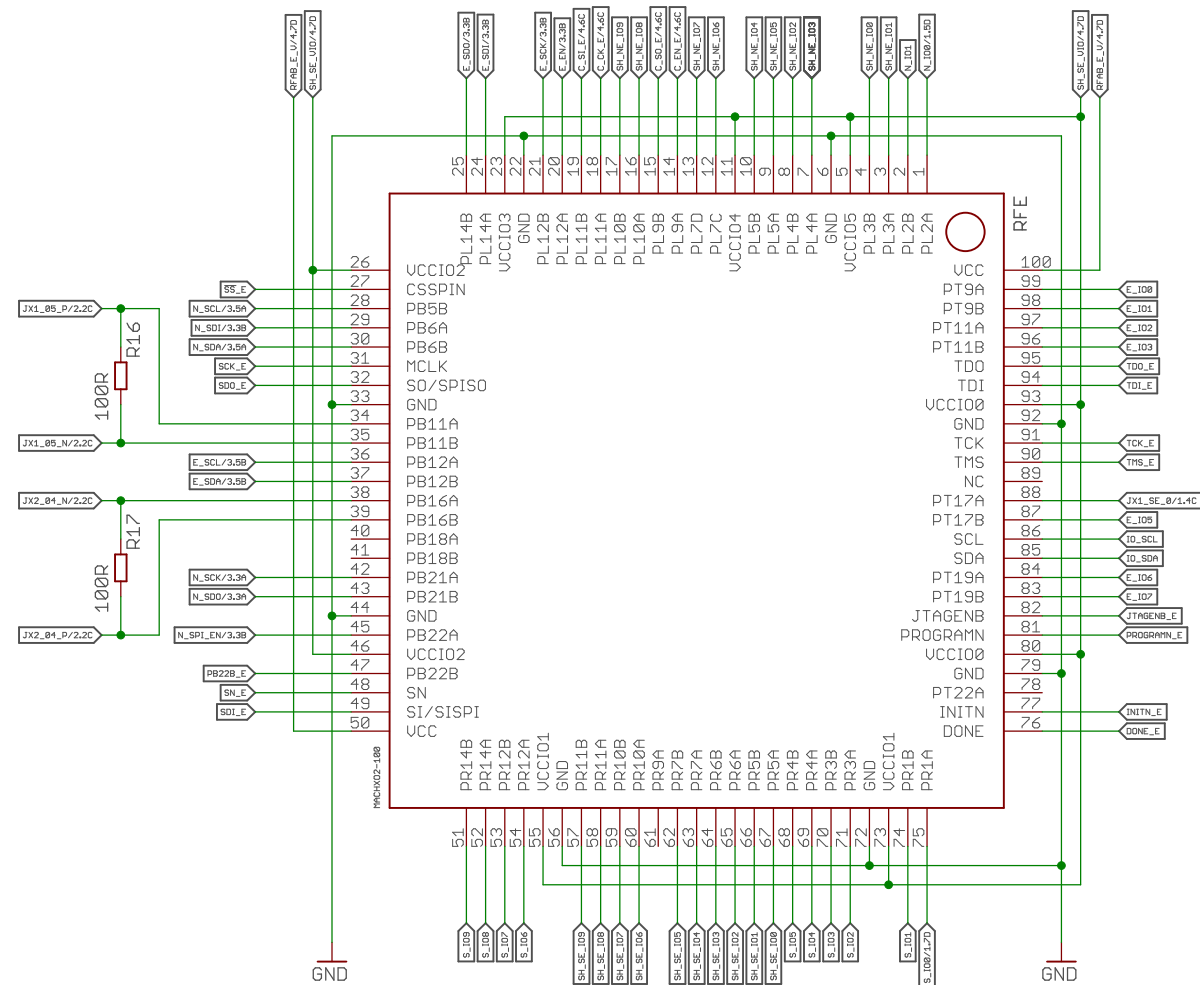 RFAB_E_V/4.7D
SH_SE_VIO/4.7D
E_SDO/3.3B
E_SDI/3.3B
E_SCK/3.3B
E_EN/3.3B
C_SI_E/4.6C
C_CK_E/4.6C
SH_NE_IO9
SH_NE_IO8
C_SO_E/4.6C
C_EN_E/4.6C
SH_NE_IO7
SH_NE_IO6
SH_NE_IO4
SH_NE_IO5
SH_NE_IO2
SH_NE_IO3
SH_NE_IO0
SH_NE_IO1
N_IO1
N_IO0/1.5D
SH_SE_VIO/4.7D
RFAB_E_V/4.7D
25 PL14B
24 PL14A
23 VCCIO3
22 GND
21 PL12B
20 PL12A
19 PL11B
18 PL11A
17 PL10B
16 PL10A
15 PL9B
14 PL9A
13 PL7D
12 PL7C
11 VCCIO4
10 PL5B
9 PL5A
8 PL4B
7 PL4A
6 GND
5 VCCIO5
4 PL3B
3 PL3A
2 PL2B
1 PL2A
RFE
26 VCCIO2
SS_E 27 CSSPIN
JX1_05_P/2.2C
N_SCL/3.5A 28 PB5B
N_SDI/3.3B 29 PB6A
N_SDA/3.5A 30 PB6B
R16
100R
SCK_E 31 MCLK
SDO_E 32 SO/SPISO
33 GND
34 PB11A
JX1_05_N/2.2C
35 PB11B
E_SCL/3.5B 36 PB12A
E_SDA/3.5B 37 PB12B
JX2_04_N/2.2C
38 PB16A
39 PB16B
R17
100R
40 PB18A
41 PB18B
N_SCK/3.3A 42 PB21A
N_SDO/3.3A 43 PB21B
44 GND
JX2_04_P/2.2C
N_SPI_EN/3.3B 45 PB22A
46 VCCIO2
PB22B_E 47 PB22B
SN_E 48 SN
SDI_E 49 SI/SISPI
50 VCC
VCC 100
PT9A 99 E_IO0
PT9B 98 E_IO1
PT11A 97 E_IO2
PT11B 96 E_IO3
TDO 95 TDO_E
TDI 94 TDI_E
VCCIO0 93
GND 92
TCK 91 TCK_E
TMS 90 TMS_E
NC 89
PT17A 88 JX1_SE_0/1.4C
PT17B 87 E_IO5
SCL 86 IO_SCL
SDA 85 IO_SDA
PT19A 84 E_IO6
PT19B 83 E_IO7
JTAGENB 82 JTAGENB_E
PROGRAMN 81 PROGRAMN_E
VCCIO0 80
GND 79
PT22A 78
INITN 77 INITN_E
DONE 76 DONE_E
MACHXO2-100
PR14B 51 S_IO9
PR14A 52 S_IO8
PR12B 53 S_IO7
PR12A 54 S_IO6
VCCIO1 55
GND 56
PR11B 57 SH_SE_IO9
PR11A 58 SH_SE_IO8
PR10B 59 SH_SE_IO7
PR10A 60 SH_SE_IO6
PR9A 61
PR7B 62 SH_SE_IO5
PR7A 63 SH_SE_IO4
PR6B 64 SH_SE_IO3
PR6A 65 SH_SE_IO2
PR5B 66 SH_SE_IO1
PR5A 67 SH_SE_IO0
PR4B 68 S_IO5
PR4A 69 S_IO4
PR3B 70 S_IO3
PR3A 71 S_IO2
GND 72
VCCIO1 73
PR1B 74 S_IO1
PR1A 75 S_IO0/1.7D
GND
GND